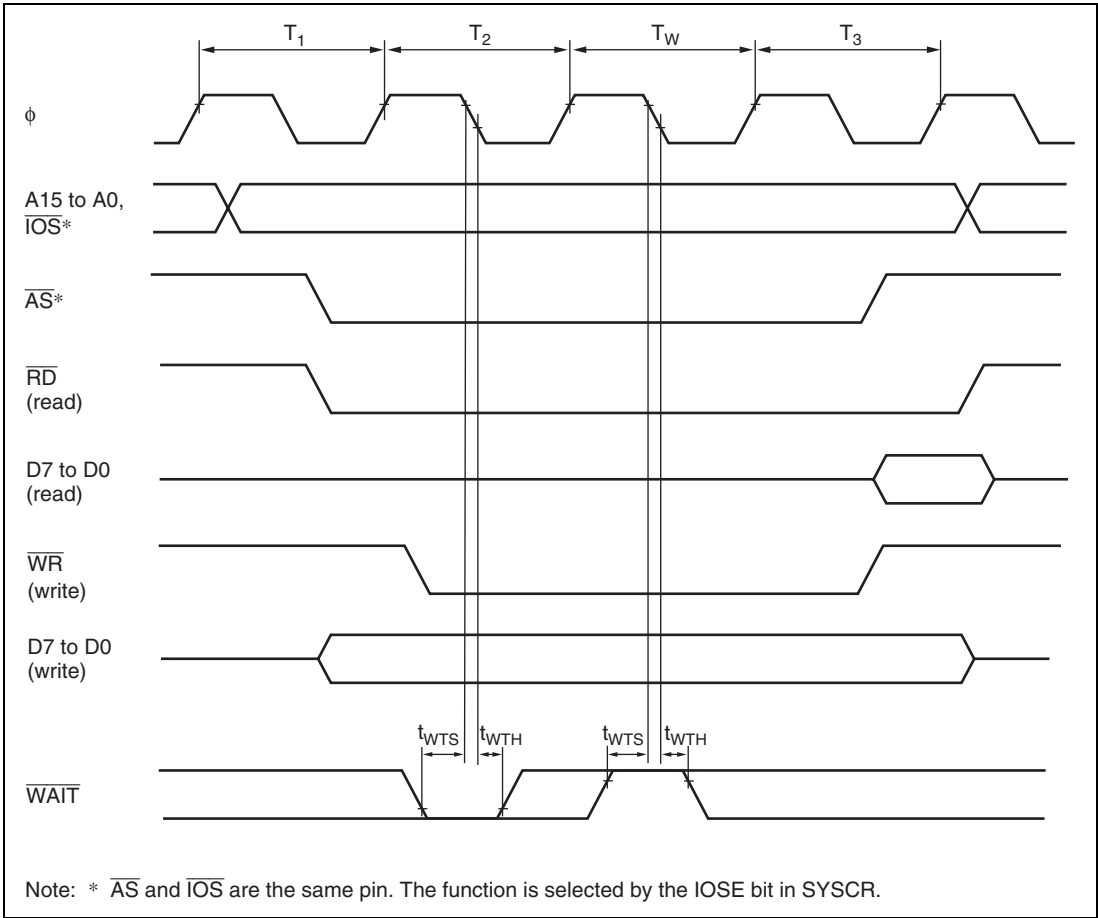 T1 T2 TW T3
ϕ
A15 to A0,
IOS*
AS*
RD
(read)
D7 to D0
(read)
WR
(write)
D7 to D0
(write)
tWTS tWTH tWTS tWTH
WAIT
Note: * AS and IOS are the same pin. The function is selected by the IOSE bit in SYSCR.